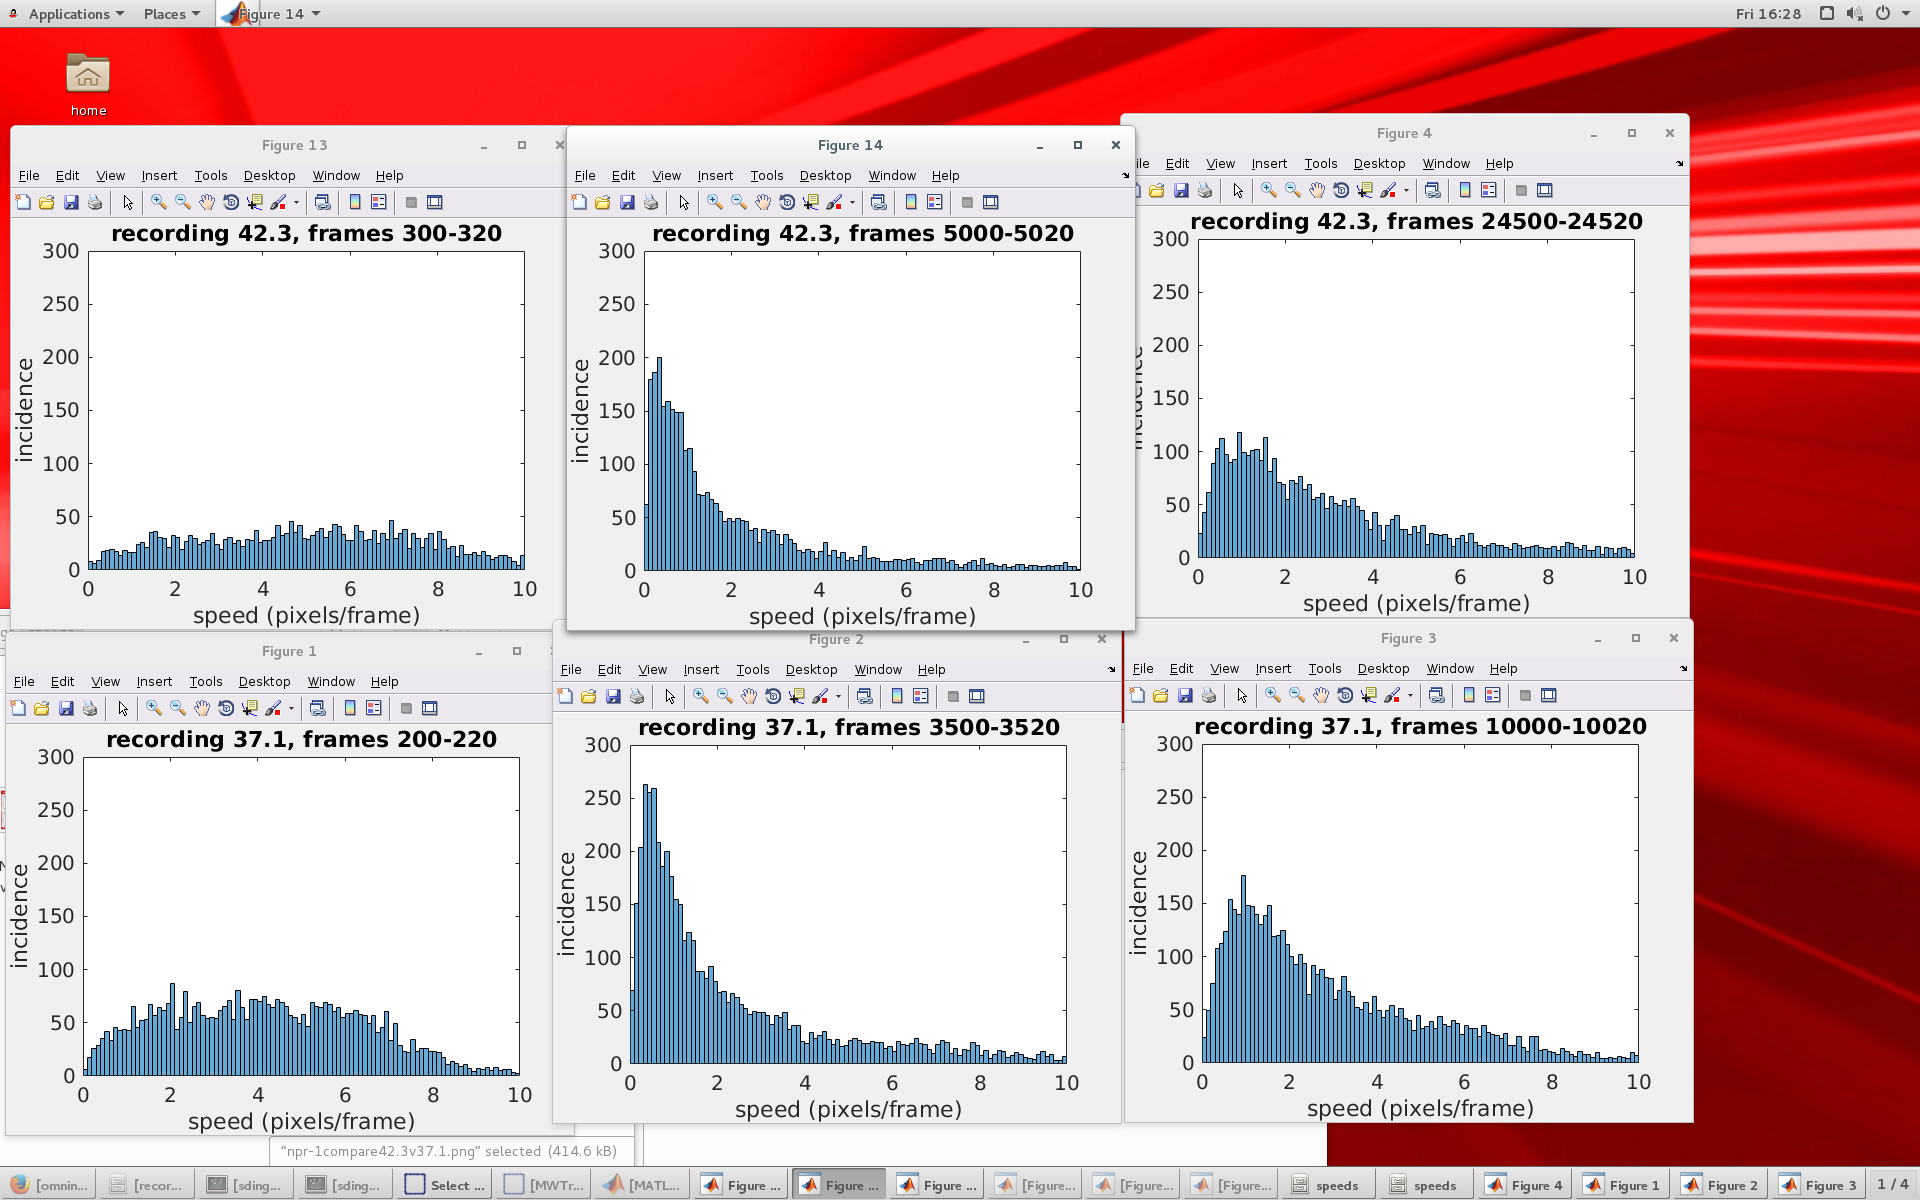 Applications Places Figure 14 Fri 16:28
home
Figure 13
File Edit View Insert Tools Desktop Window Help
recording 42.3, frames 300-320
300
250
200
150
100
50
0
incidence
0 2 4 6 8 10
speed (pixels/frame)
Figure 14
File Edit View Insert Tools Desktop Window Help
recording 42.3, frames 5000-5020
300
250
200
150
100
50
0
incidence
0 2 4 6 8 10
speed (pixels/frame)
Figure 4
ile Edit View Insert Tools Desktop Window Help
recording 42.3, frames 24500-24520
300
250
200
150
100
50
0
incidence
0 2 4 6 8 10
speed (pixels/frame)
Figure 1
File Edit View Insert Tools Desktop Window Help
recording 37.1, frames 200-220
300
250
200
150
100
50
0
incidence
0 2 4 6 8 10
speed (pixels/frame)
Figure 2
File Edit View Insert Tools Desktop Window Help
recording 37.1, frames 3500-3520
300
250
200
150
100
50
0
incidence
0 2 4 6 8 10
speed (pixels/frame)
Figure 3
File Edit View Insert Tools Desktop Window Help
recording 37.1, frames 10000-10020
300
250
200
150
100
50
0
incidence
0 2 4 6 8 10
speed (pixels/frame)
“npr-1compare42.3v37.1.png” selected (414.6 kB)
[omnin... [recor... [sding... [sding... Select ... [MWTr... [MATL... Figure ... Figure ... Figure ... [Figure... [Figure... [Figure... speeds speeds Figure 4 Figure 1 Figure 2 Figure 3 1 / 4